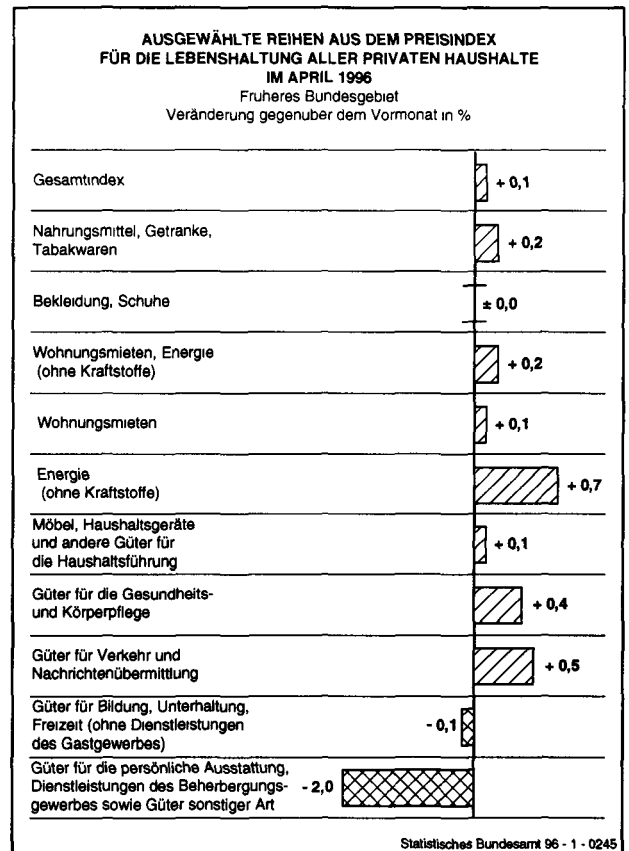 AUSGEWÄHLTE REIHEN AUS DEM PREISINDEX
FÜR DIE LEBENSHALTUNG ALLER PRIVATEN HAUSHALTE
IM APRIL 1996
Fruheres Bundesgebiet
Veränderung gegenuber dem Vormonat in %
Gesamtindex + 0,1
Nahrungsmittel, Getranke,
Tabakwaren + 0,2
Bekleidung, Schuhe ± 0,0
Wohnungsmieten, Energie
(ohne Kraftstoffe) + 0,2
Wohnungsmieten + 0,1
Energie
(ohne Kraftstoffe) + 0,7
Möbel, Haushaltsgeräte
und andere Güter für
die Haushaltsführung + 0,1
Güter für die Gesundheits-
und Körperpflege + 0,4
Güter für Verkehr und
Nachrichtenübermittlung + 0,5
Güter für Bildung, Unterhaltung,
Freizeit (ohne Dienstleistungen
des Gastgewerbes) - 0,1
Güter für die persönliche Ausstattung,
Dienstleistungen des Beherbergungs- - 2,0
gewerbes sowie Güter sonstiger Art
Statistisches Bundesamt 96 - 1 - 0245